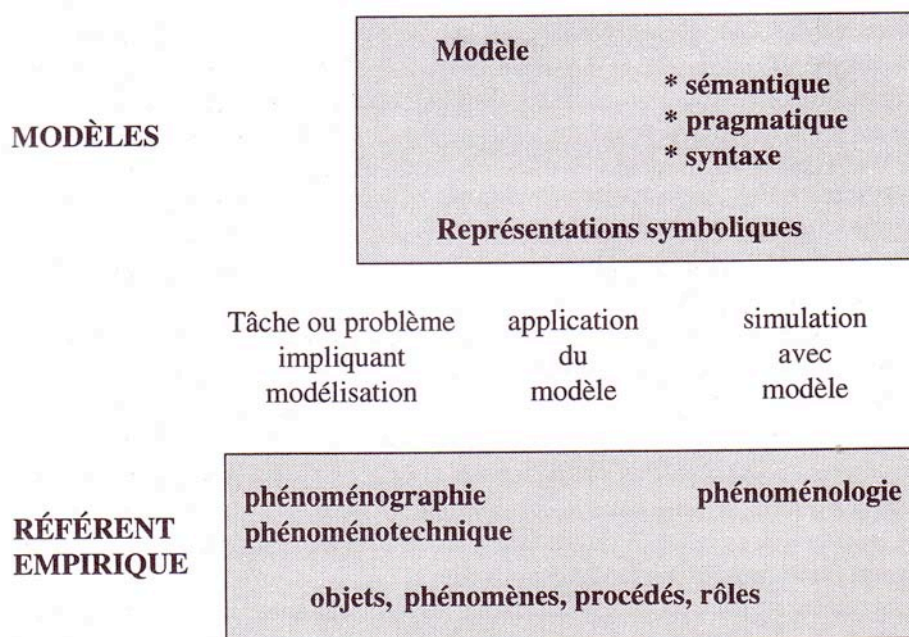 MODÈLES
Modèle
* sémantique
* pragmatique
* syntaxe
Représentations symboliques
Tâche ou problème
impliquant
modélisation
application
du
modèle
simulation
avec
modèle
RÉFÉRENT
EMPIRIQUE
phénoménographie
phénoménotechnique
phénoménologie
objets, phénomènes, procédés, rôles